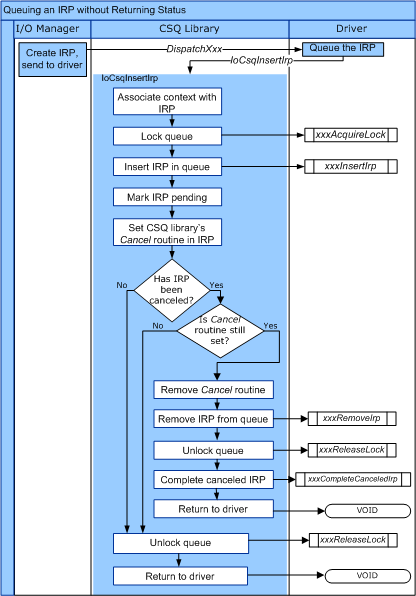 Queuing an IRP without Returning Status
I/O Manager
CSQ Library
Driver
Create IRP,
send to driver
DispatchXxx
Queue the IRP
IoCsqInsertIrp
IoCsqInsertIrp
Associate context with
IRP
Lock queue
xxxAcquireLock
Insert IRP in queue
xxxInsertIrp
Mark IRP pending
Set CSQ library`s
Cancel routine in IRP
Has IRP
been
canceled?
No
Yes
Is Cancel
routine still
set?
No
Yes
Remove Cancel routine
Remove IRP from queue
xxxRemoveIrp
Unlock queue
xxxReleaseLock
Complete canceled IRP
xxxCompleteCanceledIrp
Return to driver
VOID
Unlock queue
xxxReleaseLock
Return to driver
VOID